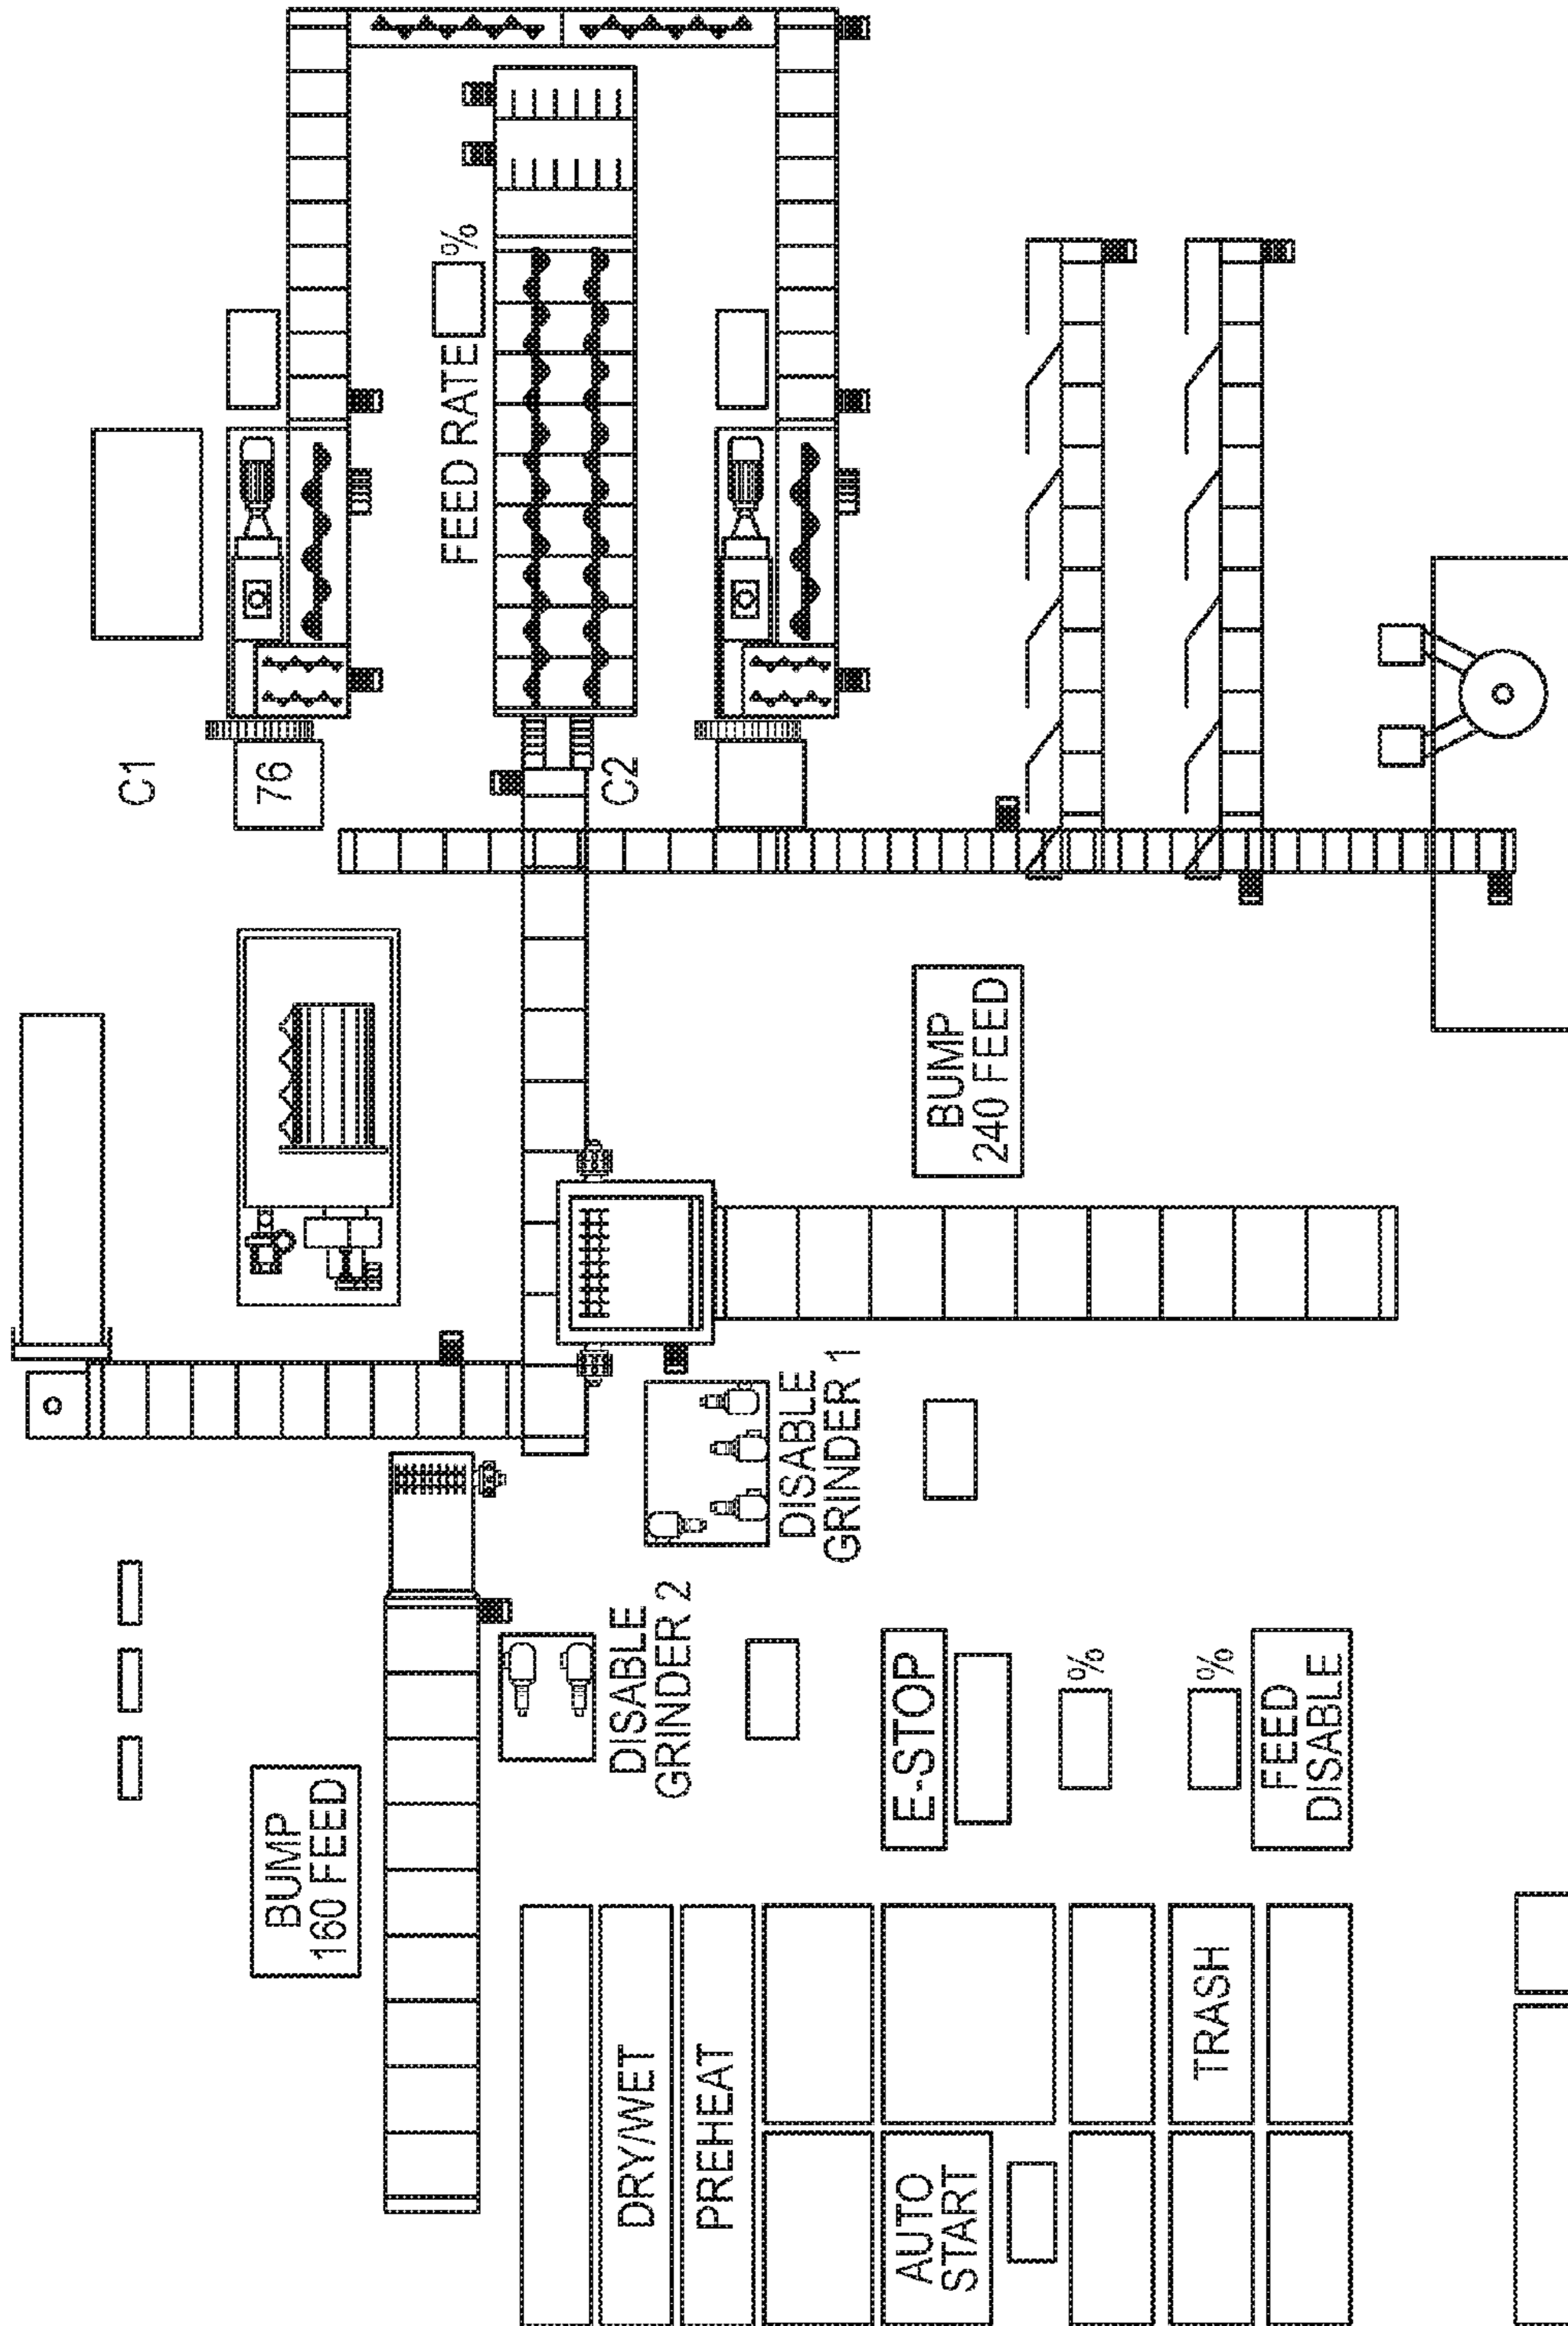 C1
76
FEED RATE
%
C2
BUMP
240 FEED
DISABLE
GRINDER 1
DISABLE
GRINDER 2
BUMP
160 FEED
E-STOP
%
%
FEED
DISABLE
DRY/WET
PREHEAT
AUTO
START
TRASH